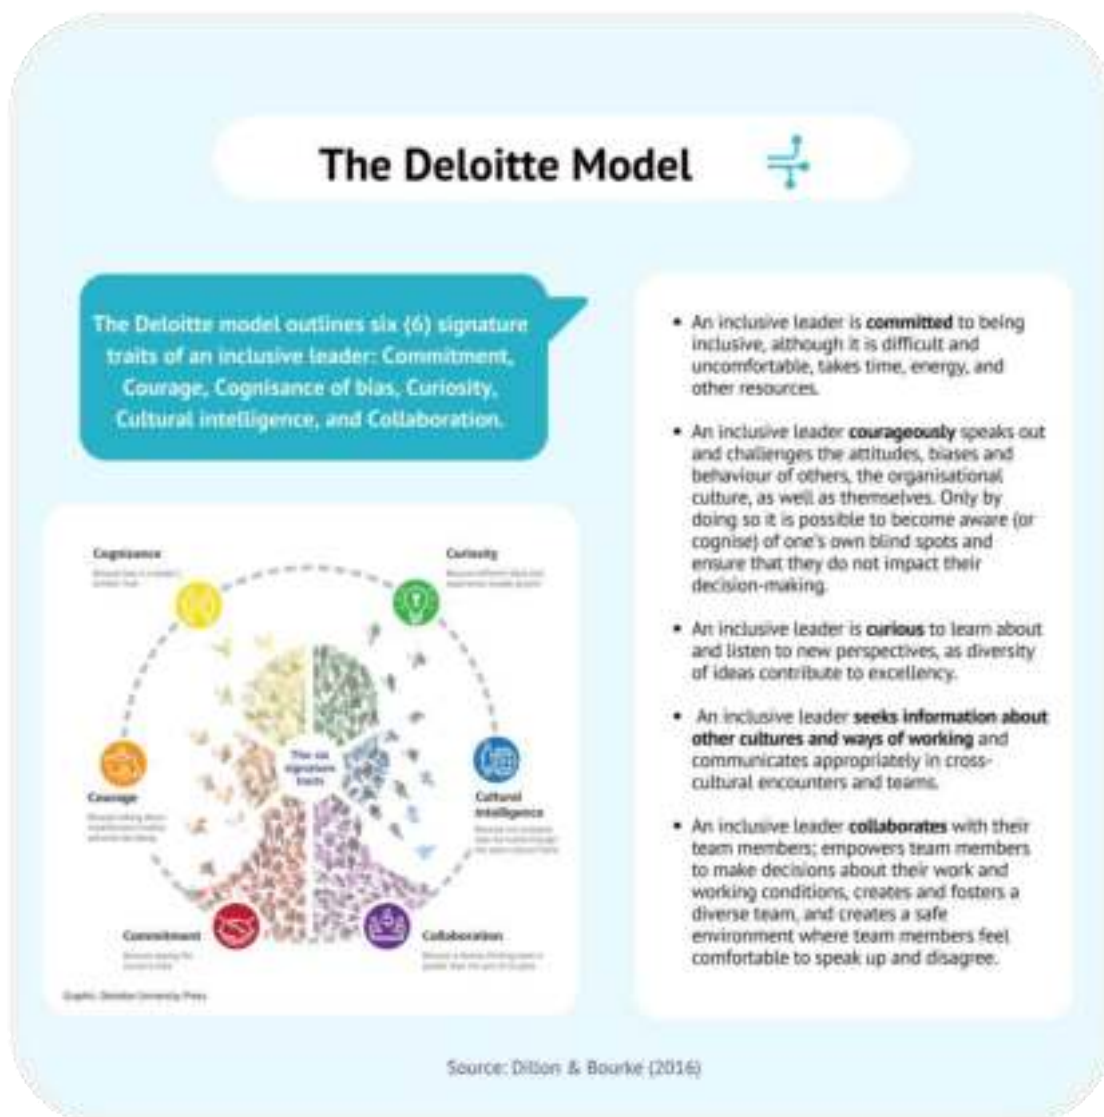 The Deloitte Model
The Deloitte model outlines six (6) signature
traits of an inclusive leader: Commitment,
Courage, Cognisance of bias, Curiosity,
Cultural intelligence, and Collaboration.
Cognisance
Curiosity
The six
signature
traits
Courage
Cultural
Intelligence
Commitment
Collaboration
Graphic: Deloitte University Press
• An inclusive leader is committed to being
inclusive, although it is difficult and
uncomfortable, takes time, energy, and
other resources.
• An inclusive leader courageously speaks out
and challenges the attitudes, biases and
behaviour of others, the organisational
culture, as well as themselves. Only by
doing so it is possible to become aware (or
cognise) of one's own blind spots and
ensure that they do not impact their
decision-making.
• An inclusive leader is curious to learn about
and listen to new perspectives, as diversity
of ideas contribute to excellency.
• An inclusive leader seeks information about
other cultures and ways of working and
communicates appropriately in cross-
cultural encounters and teams.
• An inclusive leader collaborates with their
team members; empowers team members
to make decisions about their work and
working conditions, creates and fosters a
diverse team, and creates a safe
environment where team members feel
comfortable to speak up and disagree.
Source: Dillon & Bourke (2016)